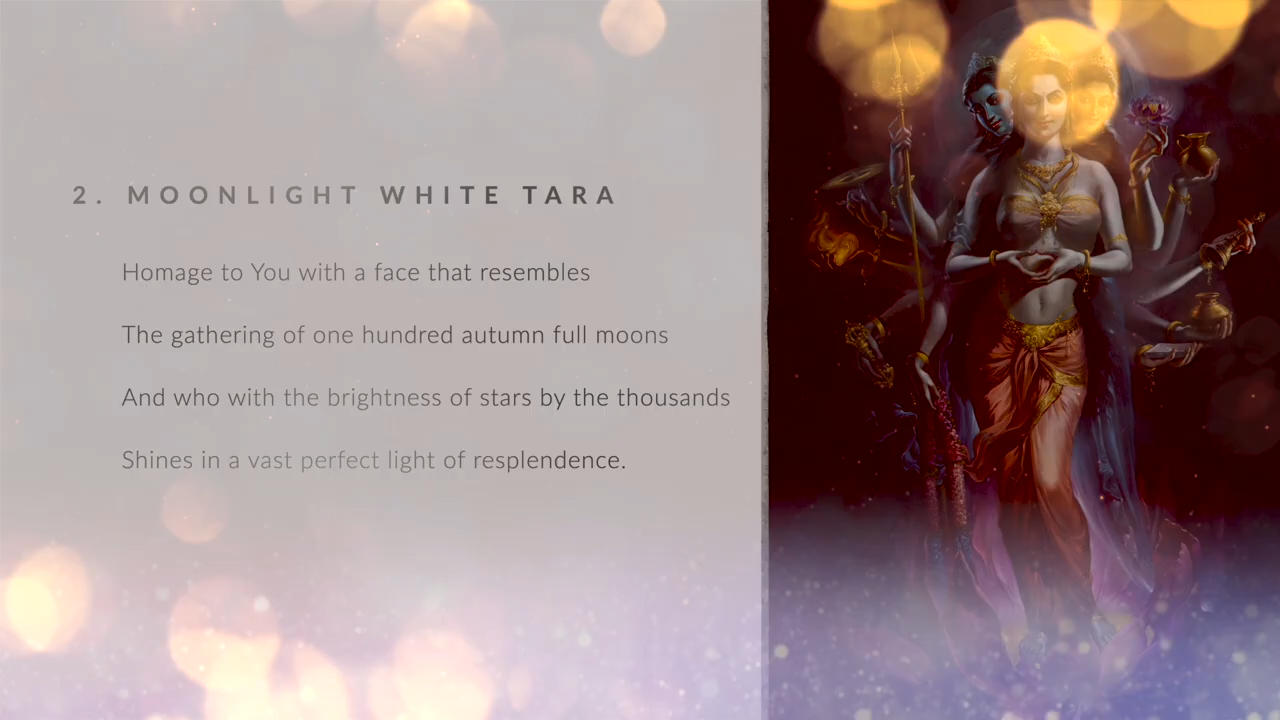 2. MOONLIGHT WHITE TARA
Homage to You with a face that resembles
The gathering of one hundred autumn full moons
And who with the brightness of stars by the thousands
Shines in a vast perfect light of resplendence.